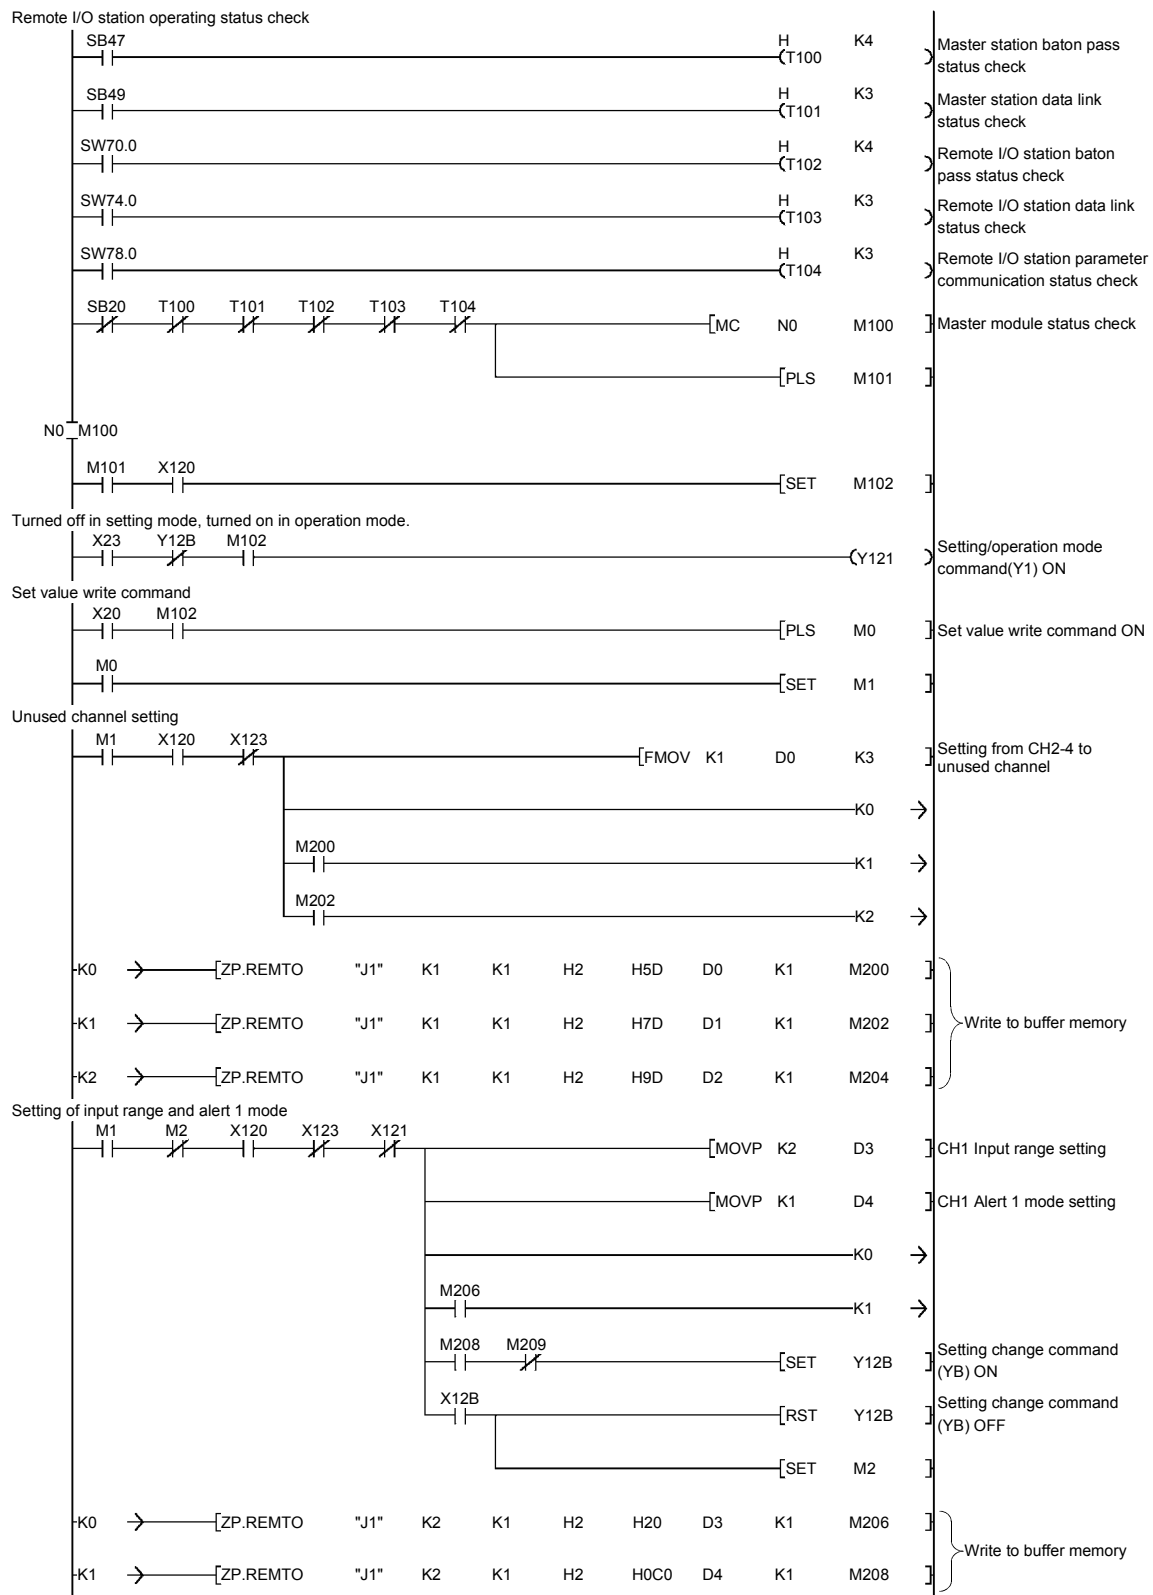 Remote I/O station operating status check
SB47 H K4
T100 Master station baton pass
status check
SB49 H K3
T101 Master station data link
status check
SW70.0 H K4
T102 Remote I/O station baton
pass status check
SW74.0 H K3
T103 Remote I/O station data link
status check
SW78.0 H K3
T104 Remote I/O station parameter
communication status check
SB20 T100 T101 T102 T103 T104
MC N0 M100 Master module status check
PLS M101
N0 M100
M101 X120
SET M102
Turned off in setting mode, turned on in operation mode.
X23 Y12B M102
Y121 Setting/operation mode
command(Y1) ON
Set value write command
X20 M102
PLS M0 Set value write command ON
M0
SET M1
Unused channel setting
M1 X120 X123
FMOV K1 D0 K3 Setting from CH2-4 to
unused channel
K0
M200
K1
M202
K2
K0 ZP.REMTO "J1" K1 K1 H2 H5D D0 K1 M200
K1 ZP.REMTO "J1" K1 K1 H2 H7D D1 K1 M202 Write to buffer memory
K2 ZP.REMTO "J1" K1 K1 H2 H9D D2 K1 M204
Setting of input range and alert 1 mode
M1 M2 X120 X123 X121
MOVP K2 D3 CH1 Input range setting
MOVP K1 D4 CH1 Alert 1 mode setting
K0
M206
K1
M208 M209
SET Y12B Setting change command
(YB) ON
X12B
RST Y12B Setting change command
(YB) OFF
SET M2
K0 ZP.REMTO "J1" K2 K1 H2 H20 D3 K1 M206
Write to buffer memory
K1 ZP.REMTO "J1" K2 K1 H2 H0C0 D4 K1 M208